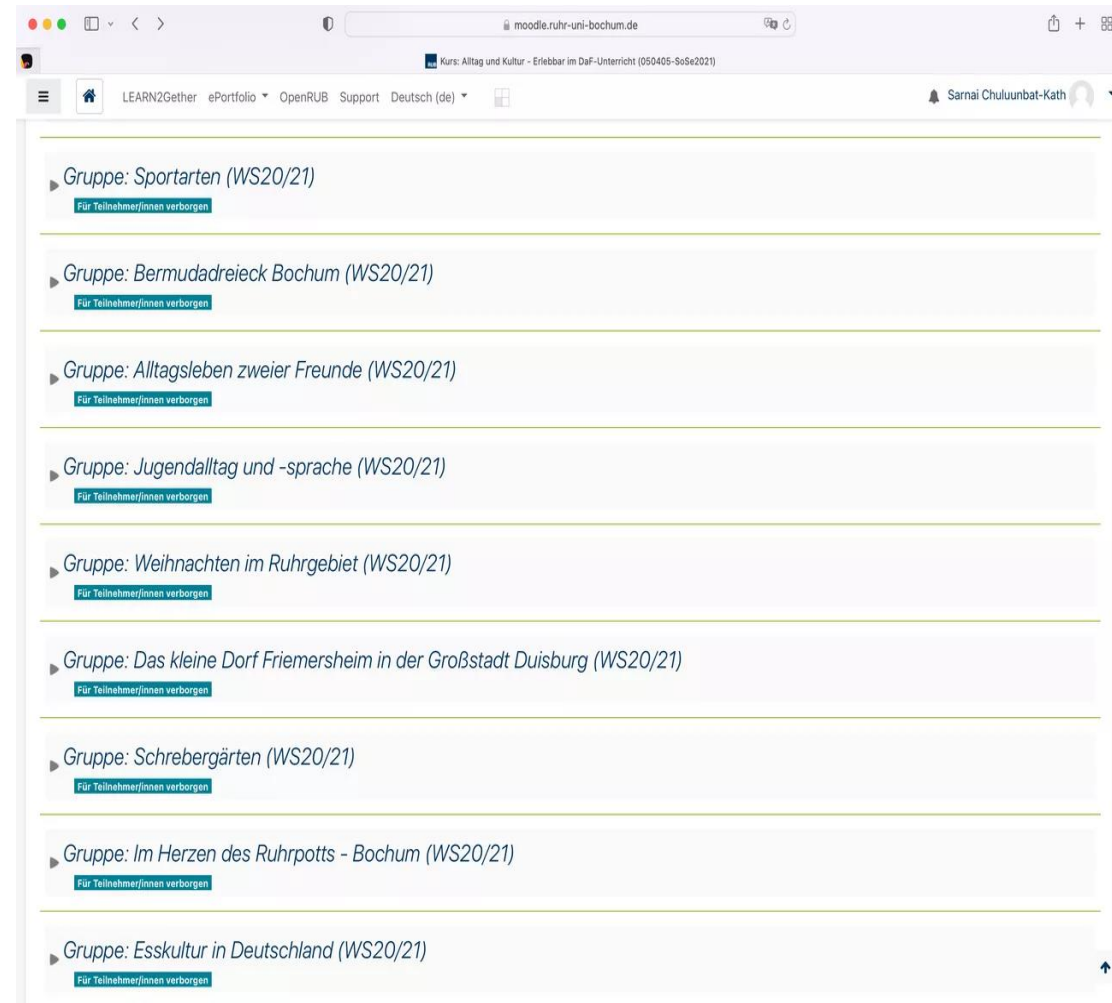 moodle.ruhr-uni-bochum.de
RUB Kurs: Alltag und Kultur - Erlebbar im DaF-Unterricht (050405-SoSe2021)
LEARN2Gether ePortfolio OpenRUB Support Deutsch (de) Sarnai Chuluunbat-Kath
Gruppe: Sportarten (WS20/21)
Für Teilnehmer/innen verborgen
Gruppe: Bermudadreieck Bochum (WS20/21)
Für Teilnehmer/innen verborgen
Gruppe: Alltagsleben zweier Freunde (WS20/21)
Für Teilnehmer/innen verborgen
Gruppe: Jugendalltag und -sprache (WS20/21)
Für Teilnehmer/innen verborgen
Gruppe: Weihnachten im Ruhrgebiet (WS20/21)
Für Teilnehmer/innen verborgen
Gruppe: Das kleine Dorf Friemersheim in der Großstadt Duisburg (WS20/21)
Für Teilnehmer/innen verborgen
Gruppe: Schrebergärten (WS20/21)
Für Teilnehmer/innen verborgen
Gruppe: Im Herzen des Ruhrpotts - Bochum (WS20/21)
Für Teilnehmer/innen verborgen
Gruppe: Esskultur in Deutschland (WS20/21)
Für Teilnehmer/innen verborgen